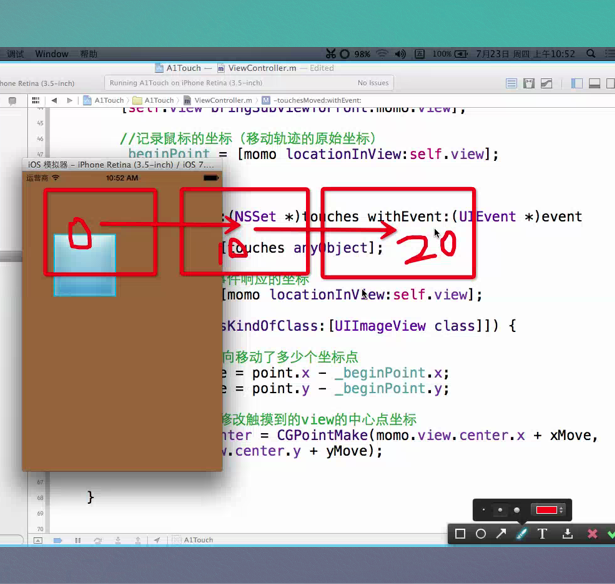 调试 Window 帮助 98% 100% 7月23日 周四 上午10:52
A1Touch — ViewController.m — Edited
hone Retina (3.5-inch) Running A1Touch on iPhone Retina (3.5-inch) No Issues
A1Touch A1Touch ViewController.m -touchesMoved:withEvent:
[self.view bringSubviewToFront:momo.view];
//记录鼠标的坐标（移动轨迹的原始坐标）
_beginPoint = [momo locationInView:self.view];
iOS 模拟器 - iPhone Retina (3.5-inch) / iOS 7....
运营商 10:52 AM
:(NSSet *)touches withEvent:(UIEvent *)event
0 10 20
[touches anyObject];
事件响应的坐标
[momo locationInView:self.view];
sKindOfClass:[UIImageView class]]) {
向移动了多少个坐标点
e = point.x - _beginPoint.x;
e = point.y - _beginPoint.y;
修改触摸到的view的中心点坐标
nter = CGPointMake(momo.view.center.x + xMove,
w.center.y + yMove);
}
A1Touch
T